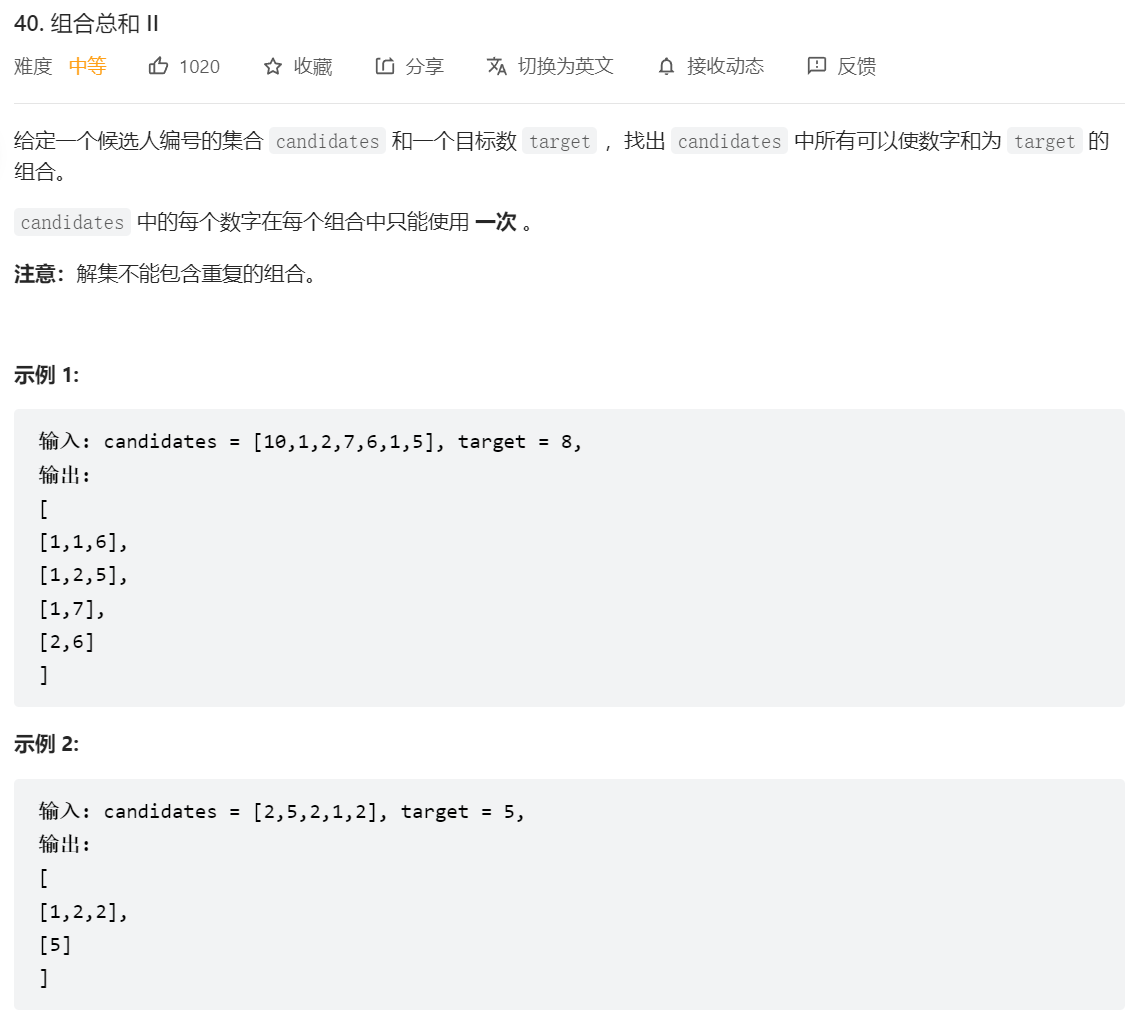 40. 组合总和 II
难度 中等 1020 收藏 分享 切换为英文 接收动态 反馈
给定一个候选人编号的集合 candidates 和一个目标数 target ，找出 candidates 中所有可以使数字和为 target 的
组合。
candidates 中的每个数字在每个组合中只能使用 一次 。
注意：解集不能包含重复的组合。
示例 1:
输入: candidates = [10,1,2,7,6,1,5], target = 8,
输出:
[
[1,1,6],
[1,2,5],
[1,7],
[2,6]
]
示例 2:
输入: candidates = [2,5,2,1,2], target = 5,
输出:
[
[1,2,2],
[5]
]